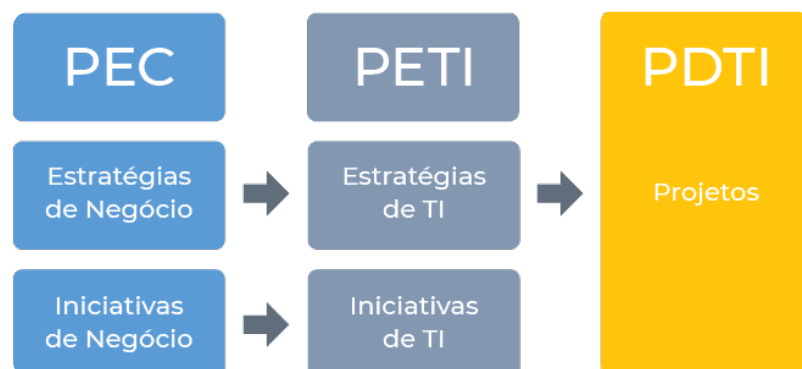 PEC
PETI
PDTI
Estratégias
de Negócio
Estratégias
de TI
Projetos
Iniciativas
de Negócio
Iniciativas
de TI